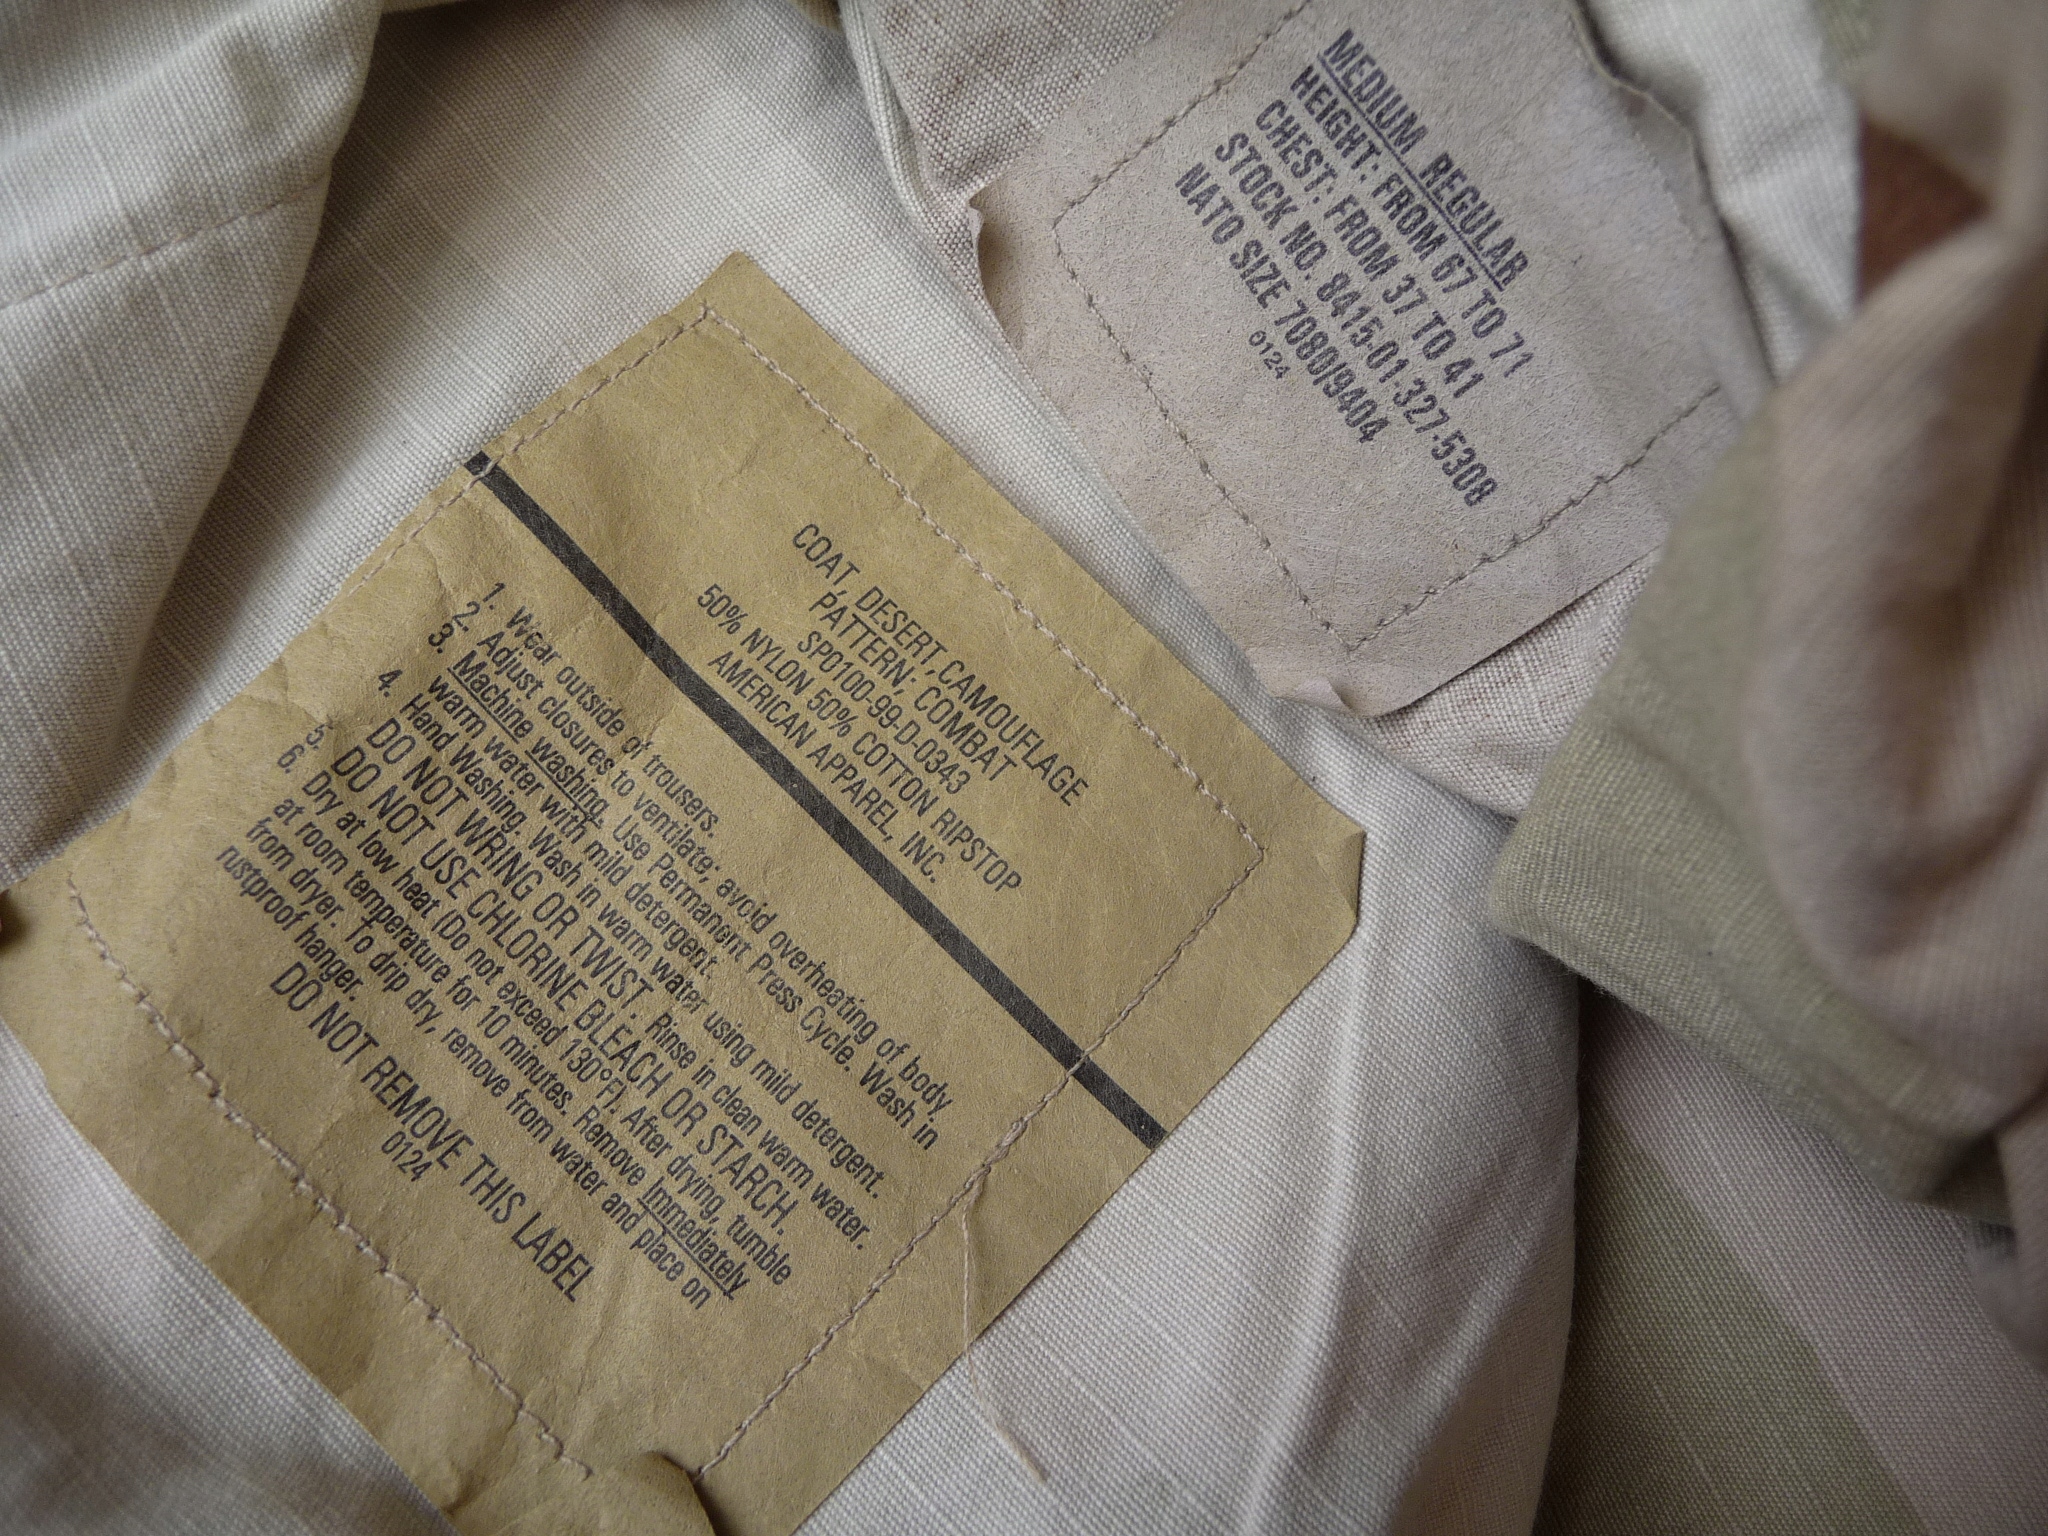 MEDIUM REGULAR
HEIGHT: FROM 67 TO 71
CHEST: FROM 37 TO 41
STOCK NO. 8415-01-327-5308
NATO SIZE 7080/9404
0124
COAT, DESERT, CAMOUFLAGE
PATTERN; COMBAT
SP0100-99-D-0343
50% NYLON 50% COTTON RIPSTOP
AMERICAN APPAREL, INC.
1. Wear outside of trousers.
2. Adjust closures to ventilate; avoid overheating of body.
3. Machine washing. Use Permanent Press Cycle. Wash in
warm water with mild detergent.
4. Hand Washing. Wash in warm water using mild detergent.
DO NOT WRING OR TWIST. Rinse in clean warm water.
5. DO NOT USE CHLORINE BLEACH OR STARCH.
6. Dry at low heat (Do not exceed 130°F). After drying, tumble
at room temperature for 10 minutes. Remove Immediately
from dryer. To drip dry, remove from water and place on
rustproof hanger.
DO NOT REMOVE THIS LABEL
0124